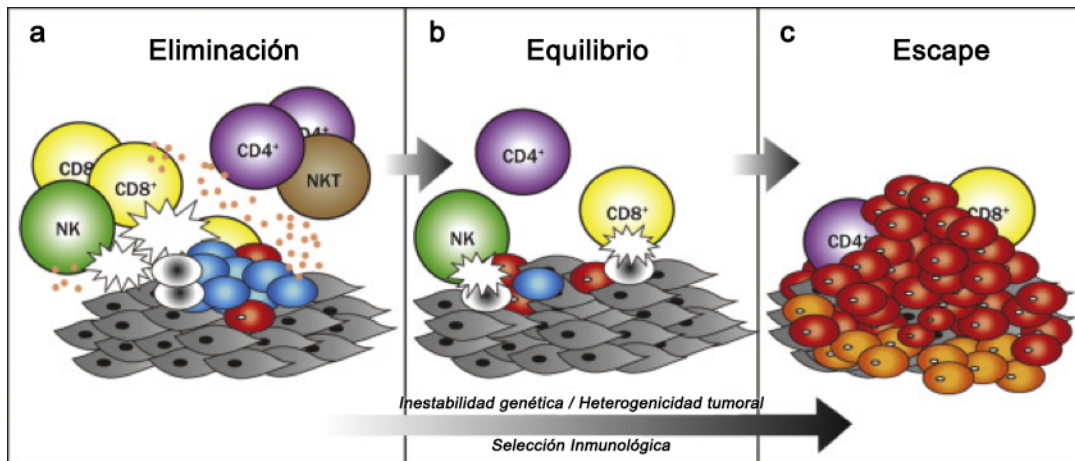 a
Eliminación
CD8
CD8⁺
NK
CD4⁺
CD4⁺
NKT
b
Equilibrio
CD4⁺
NK
CD8⁺
c
Escape
CD4⁺
CD8⁺
Inestabilidad genética / Heterogenicidad tumoral
Selección Inmunológica